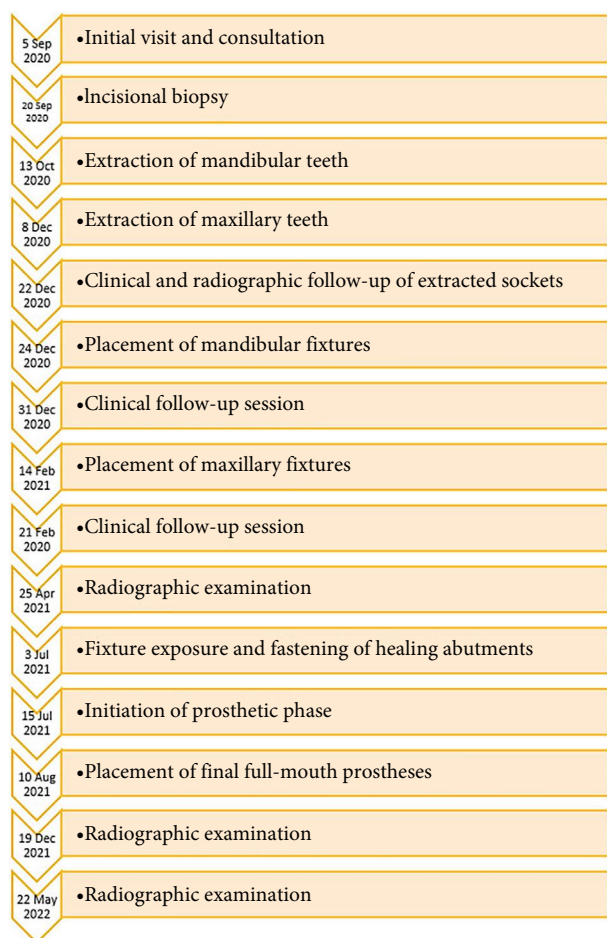 5 Sep
2020
•Initial visit and consultation
20 Sep
2020
•Incisional biopsy
13 Oct
2020
•Extraction of mandibular teeth
8 Dec
2020
•Extraction of maxillary teeth
22 Dec
2020
•Clinical and radiographic follow-up of extracted sockets
24 Dec
2020
•Placement of mandibular fixtures
31 Dec
2020
•Clinical follow-up session
14 Feb
2021
•Placement of maxillary fixtures
21 Feb
2020
•Clinical follow-up session
25 Apr
2021
•Radiographic examination
3 Jul
2021
•Fixture exposure and fastening of healing abutments
15 Jul
2021
•Initiation of prosthetic phase
10 Aug
2021
•Placement of final full-mouth prostheses
19 Dec
2021
•Radiographic examination
22 May
2022
•Radiographic examination